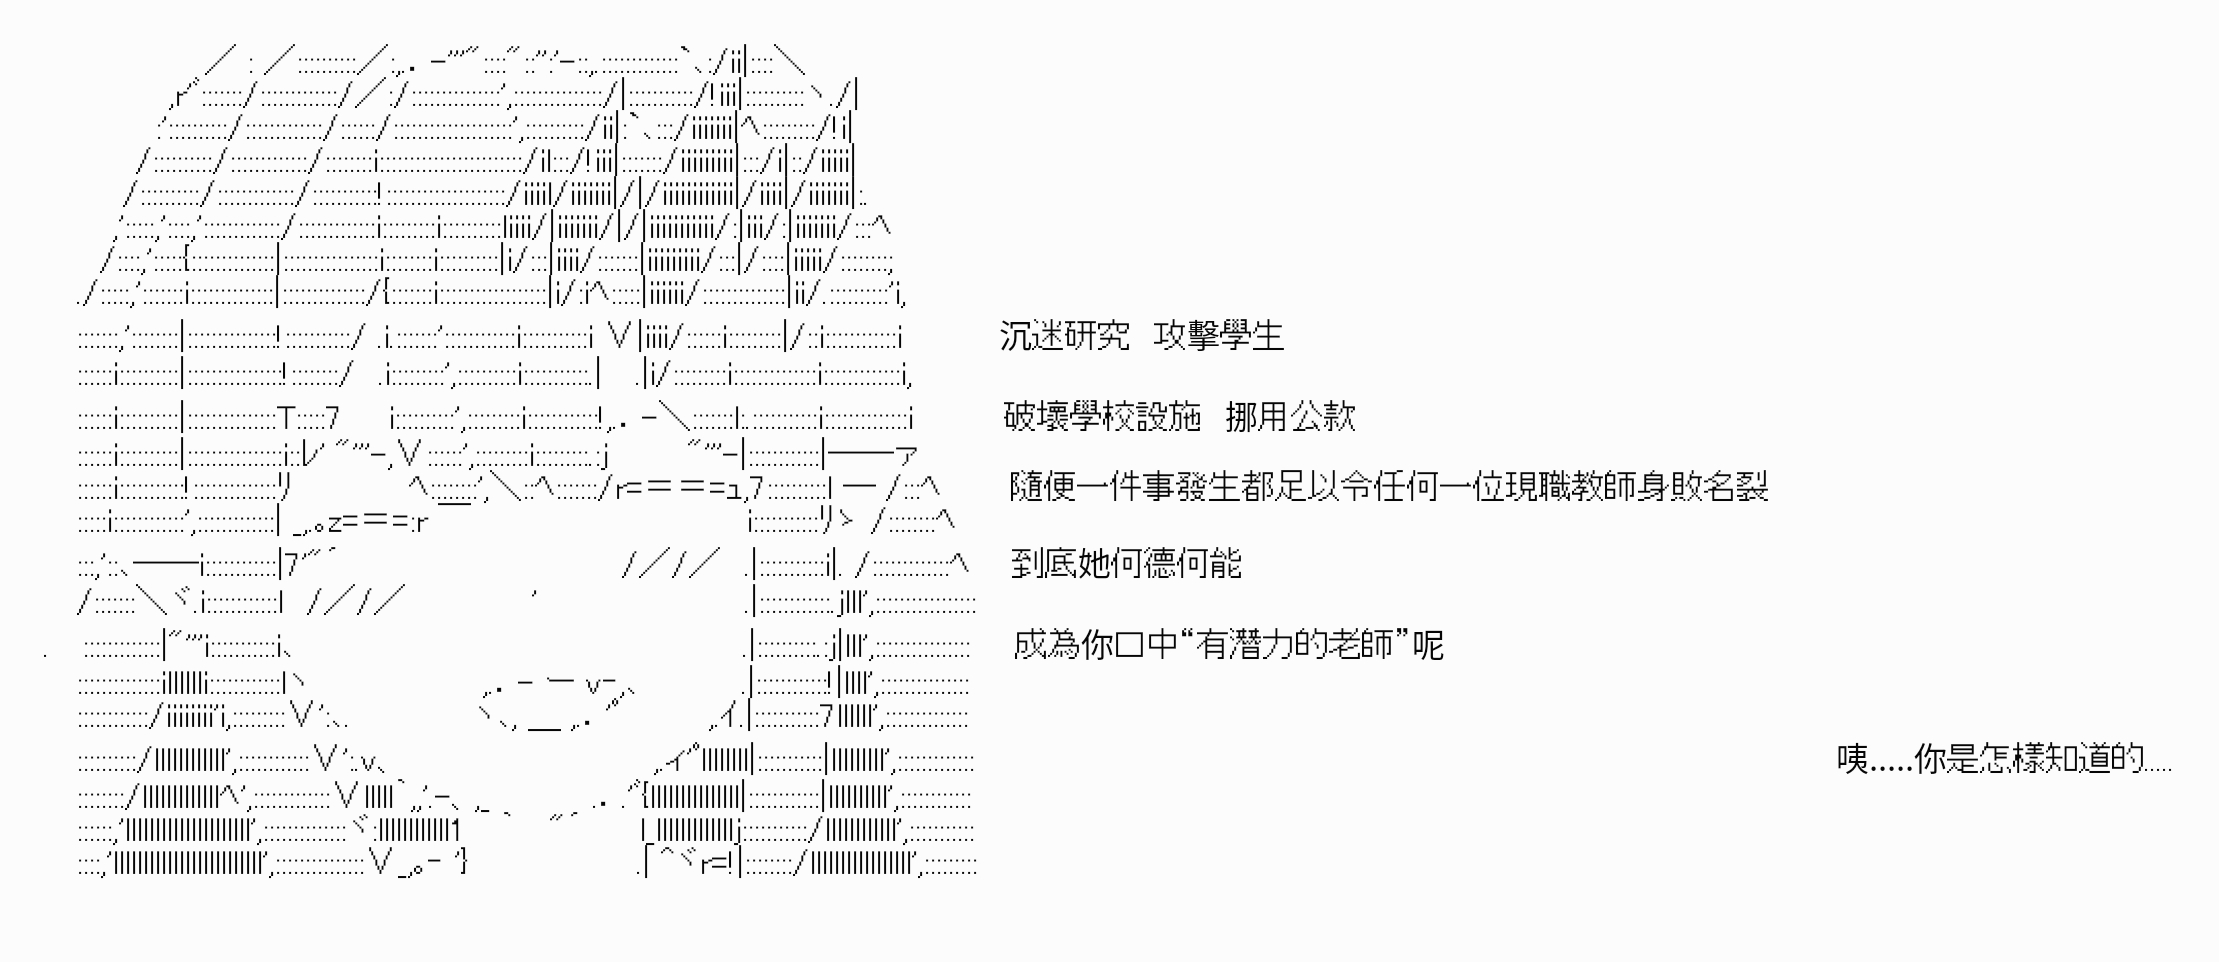 沉迷研究　攻擊學生
破壞學校設施　挪用公款
隨便一件事發生都足以令任何一位現職教師身敗名裂
到底她何德何能
成為你口中“有潛力的老師”呢
咦.....你是怎樣知道的.....